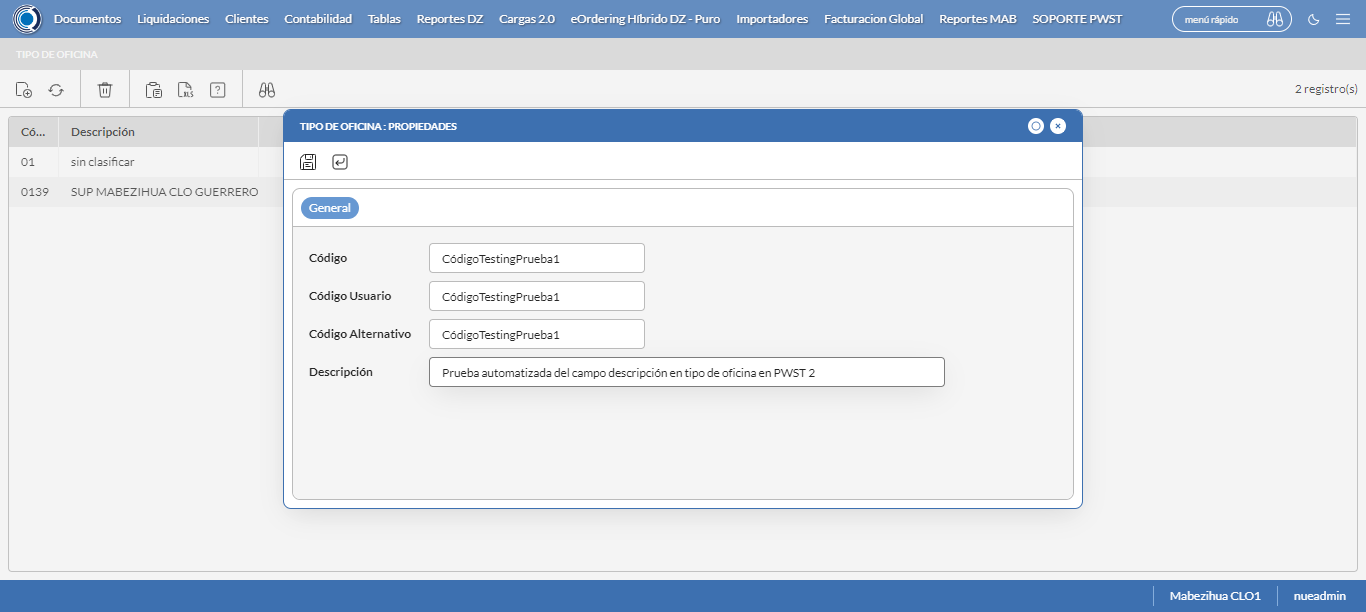 Documentos Liquidaciones Clientes Contabilidad Tablas Reportes DZ Cargas 2.0 eOrdering Híbrido DZ - Puro Importadores Facturacion Global Reportes MAB SOPORTE PWST menú rápido
TIPO DE OFICINA
XLS ? 2 registro(s)
Có... Descripción
01 sin clasificar
0139 SUP MABEZIHUA CLO GUERRERO
TIPO DE OFICINA : PROPIEDADES
General
Código CódigoTestingPrueba1
Código Usuario CódigoTestingPrueba1
Código Alternativo CódigoTestingPrueba1
Descripción Prueba automatizada del campo descripción en tipo de oficina en PWST 2
Mabezihua CLO1 nueadmin